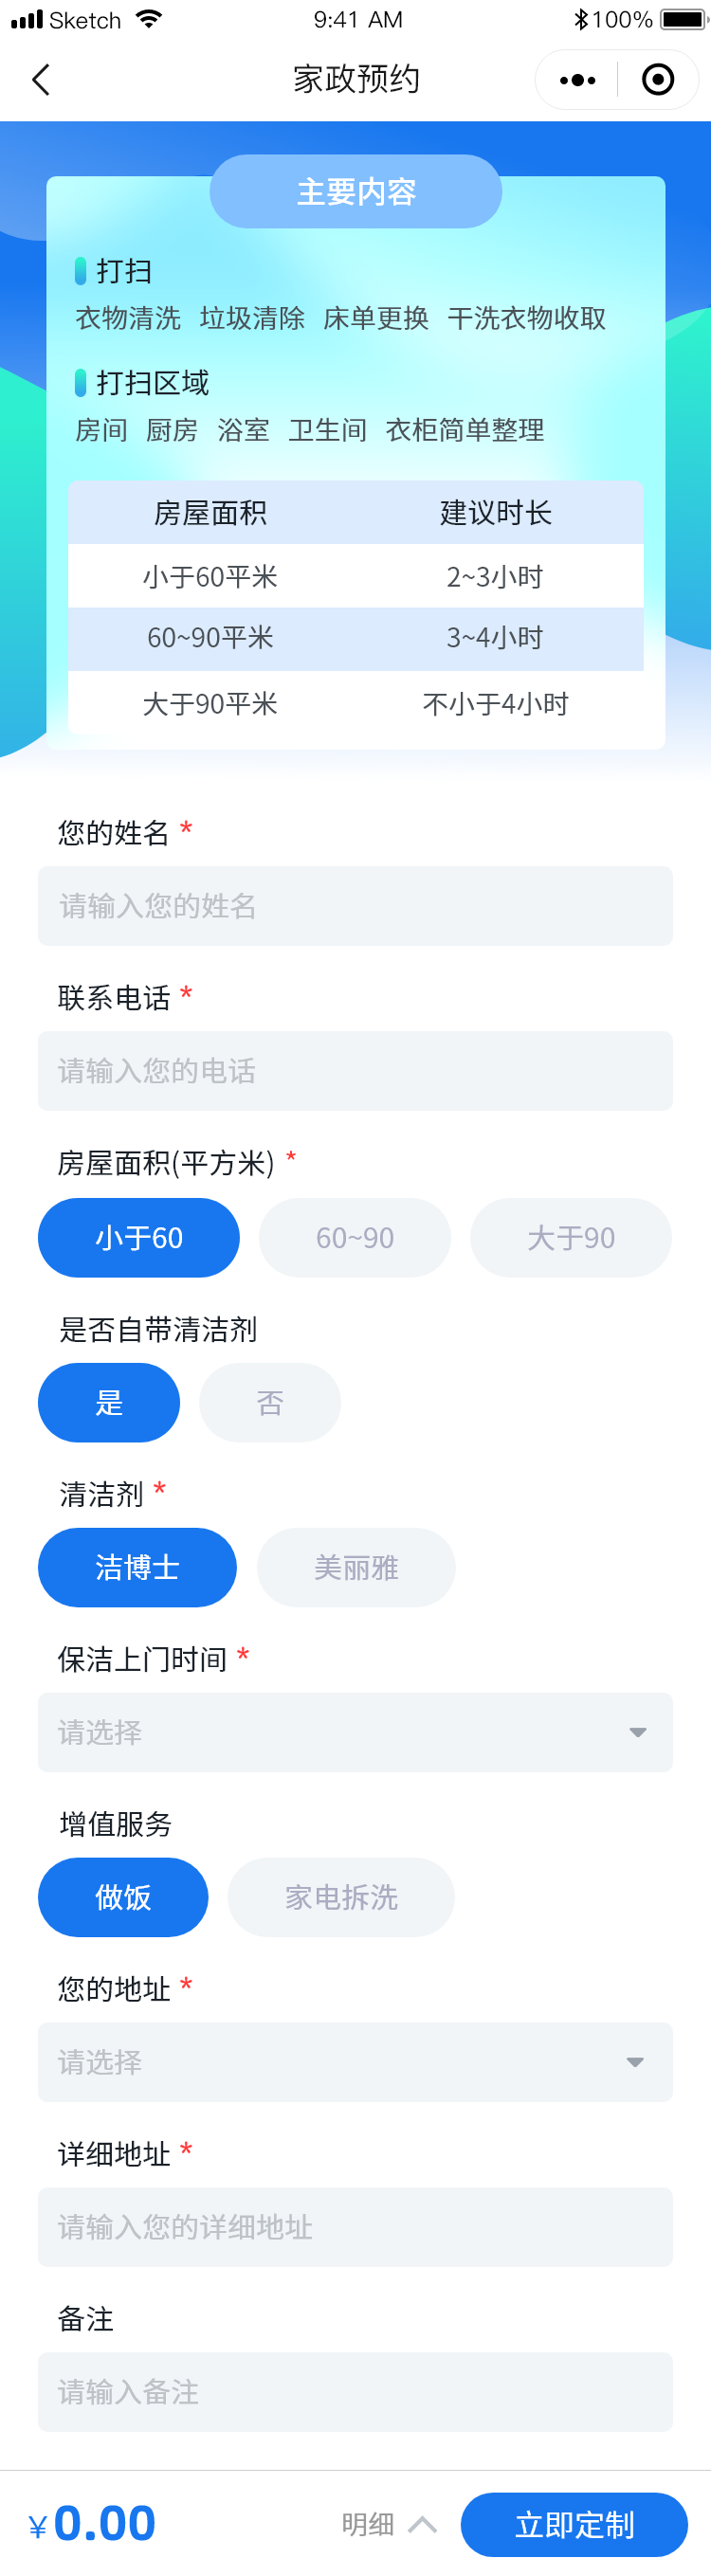 Sketch 9:41 AM 100%
家政预约
主要内容
打扫
衣物清洗 垃圾清除 床单更换 干洗衣物收取
打扫区域
房间 厨房 浴室 卫生间 衣柜简单整理
房屋面积 建议时长
小于60平米 2~3小时
60~90平米 3~4小时
大于90平米 不小于4小时
您的姓名 *
请输入您的姓名
联系电话 *
请输入您的电话
房屋面积(平方米) *
小于60 60~90 大于90
是否自带清洁剂
是 否
清洁剂 *
洁博士 美丽雅
保洁上门时间 *
请选择
增值服务
做饭 家电拆洗
您的地址 *
请选择
详细地址 *
请输入您的详细地址
备注
请输入备注
¥0.00 明细 立即定制